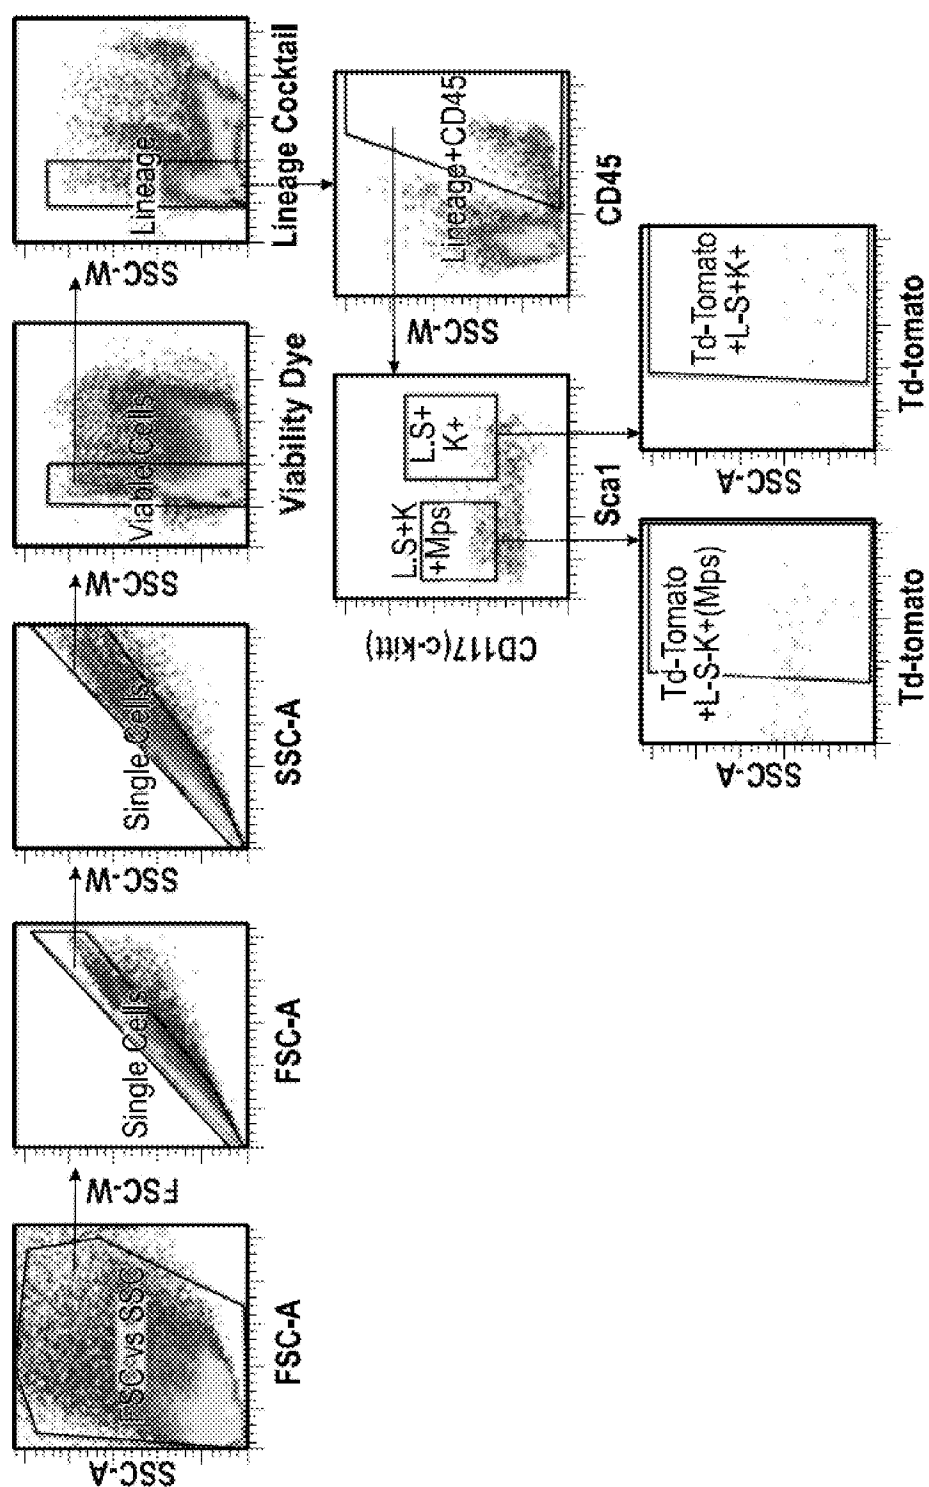 SSC-A
FSC vs SSC
FSC-A
FSC-W
Single Cells
FSC-A
SSC-W
Single Cells
SSC-A
SSC-W
Viable Cells
Viability Dye
SSC-W
Lineage
Lineage Cocktail
CD117(c-kitt)
L.S+K
+Mps
L.S+
K+
Sca1
SSC-W
Lineage+CD45
CD45
SSC-A
Td-Tomato
+L-S-K+(Mps)
Td-tomato
SSC-A
Td-Tomato
+L-S+K+
Td-tomato